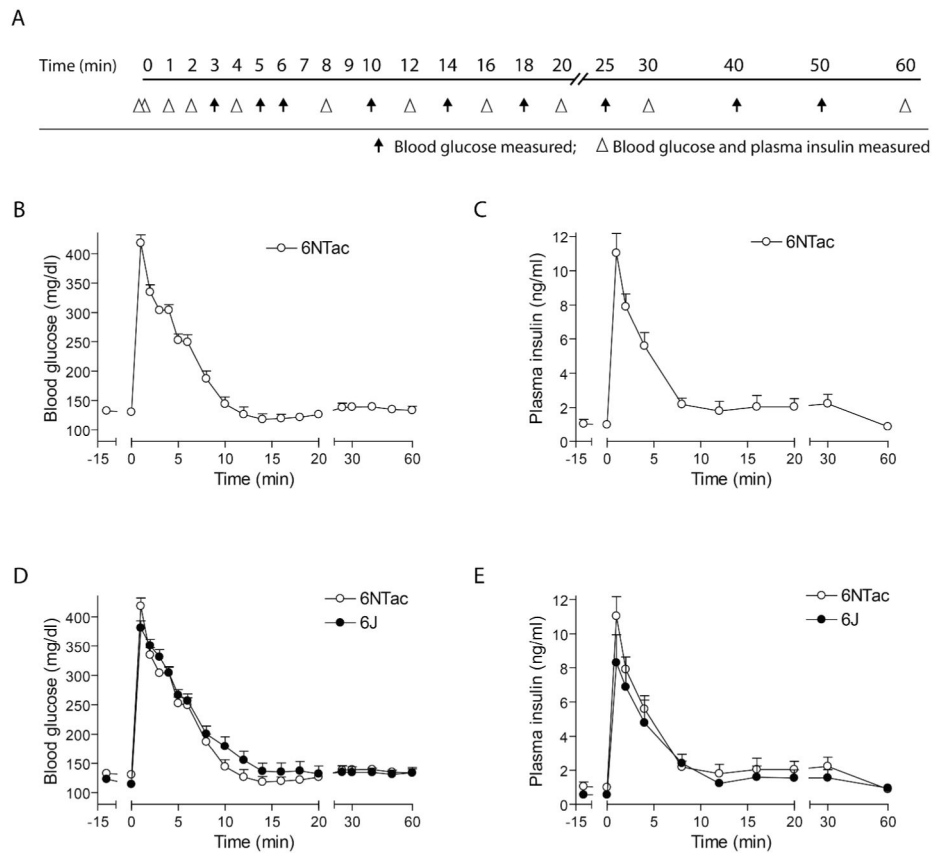 A
Time (min) 0 1 2 3 4 5 6 7 8 9 10 12 14 16 18 20 25 30 40 50 60
Blood glucose measured; Blood glucose and plasma insulin measured
B
C
6NTac
6NTac
Blood glucose (mg/dl)
400
350
300
250
200
150
100
-15 0 5 10 15 20 30 60
Time (min)
Plasma insulin (ng/ml)
12
10
8
6
4
2
0
-15 0 5 10 15 20 30 60
Time (min)
D
E
6NTac
6J
6NTac
6J
Blood glucose (mg/dl)
400
350
300
250
200
150
100
-15 0 5 10 15 20 30 60
Time (min)
Plasma insulin (ng/ml)
12
10
8
6
4
2
0
-15 0 5 10 15 20 30 60
Time (min)